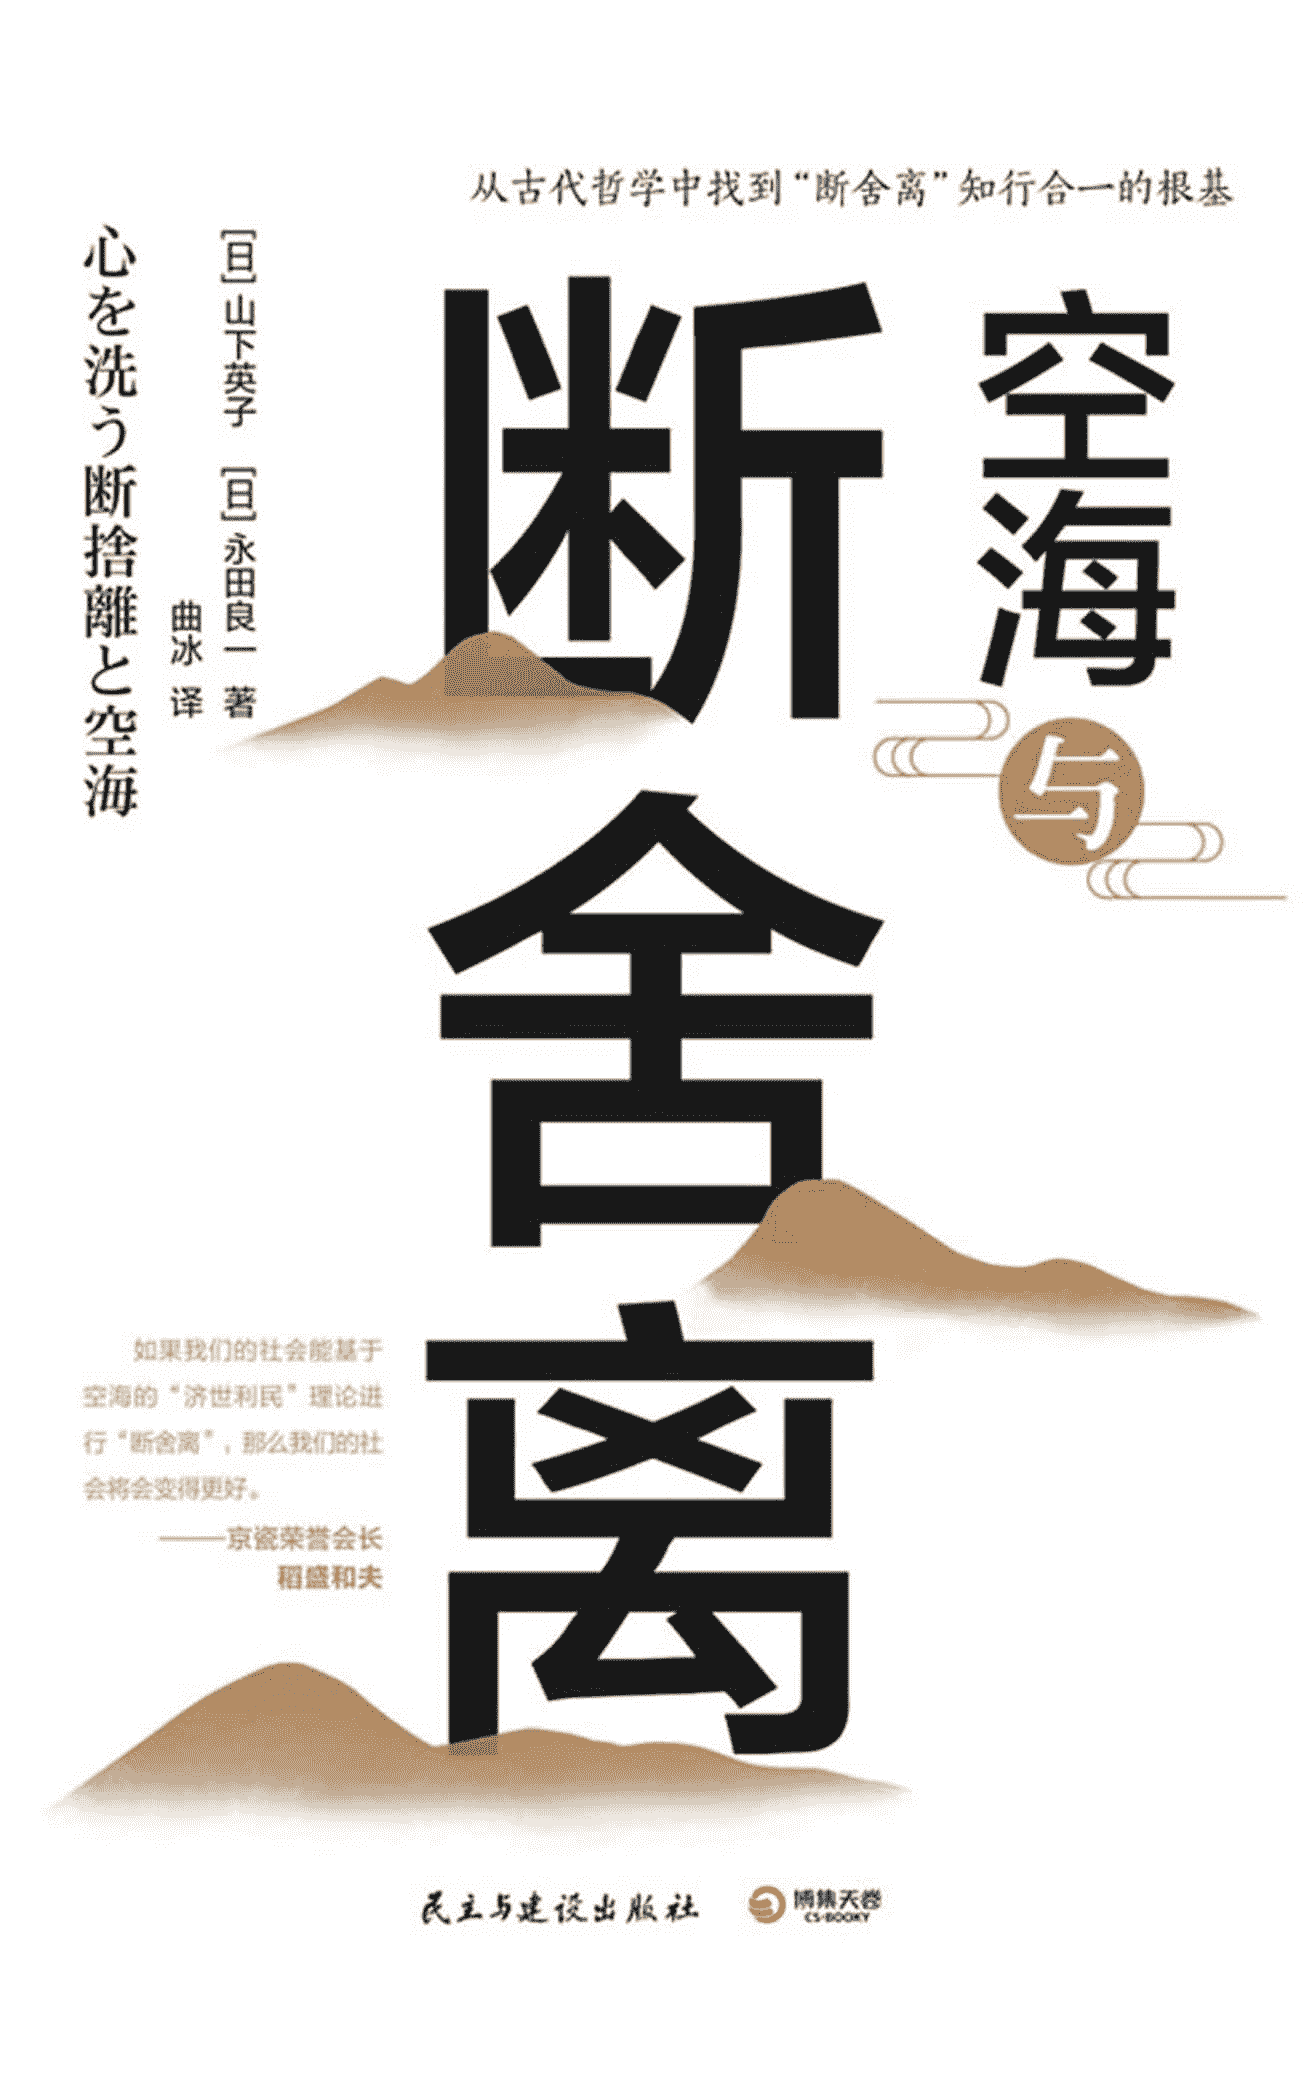 从古代哲学中找到“断舍离”知行合一的根基
空海
与
断舍离
[日] 山下英子 [日] 永田良一 著
曲冰 译
心を洗う断捨離と空海
如果我们的社会能基于
空海的“济世利民”理论进
行“断舍离”，那么我们的社
会将会变得更好。
——京瓷荣誉会长
稻盛和夫
民主与建设出版社
博集天卷
CS-BOOKY